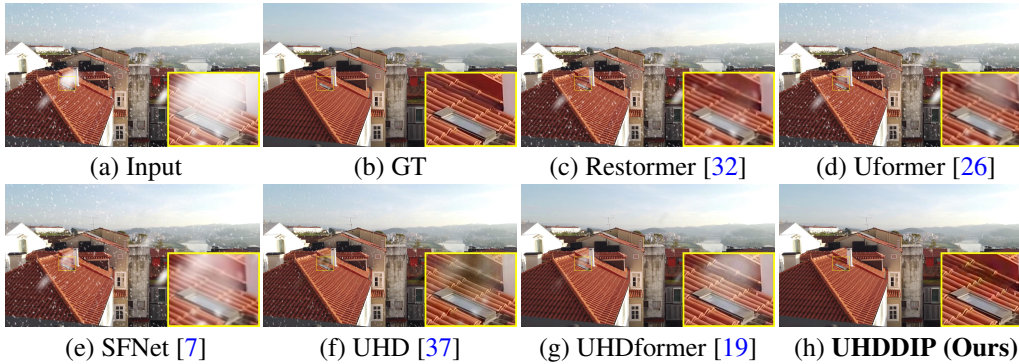 (a) Input
(b) GT
(c) Restormer [32]
(d) Uformer [26]
(e) SFNet [7]
(f) UHD [37]
(g) UHDformer [19]
(h) UHDDIP (Ours)